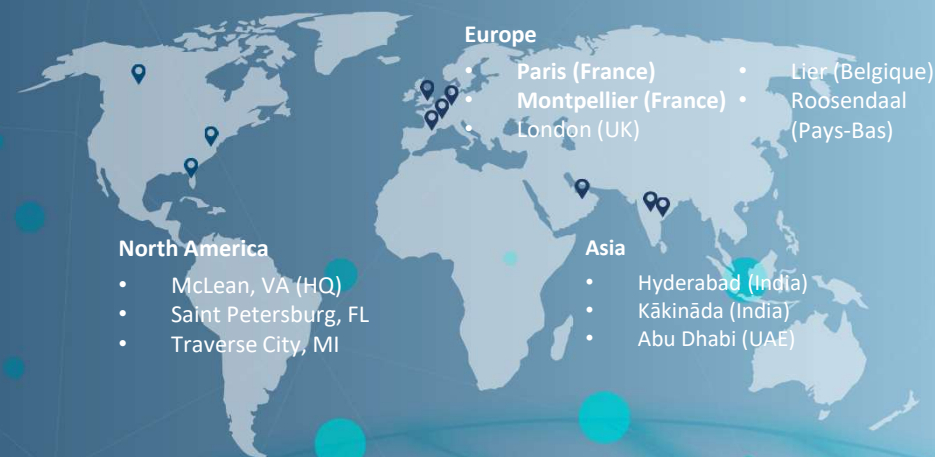 Europe
• Paris (France)
• Montpellier (France)
• London (UK)
• Lier (Belgique)
• Roosendaal
(Pays-Bas)
North America
• McLean, VA (HQ)
• Saint Petersburg, FL
• Traverse City, MI
Asia
• Hyderabad (India)
• Kākināda (India)
• Abu Dhabi (UAE)